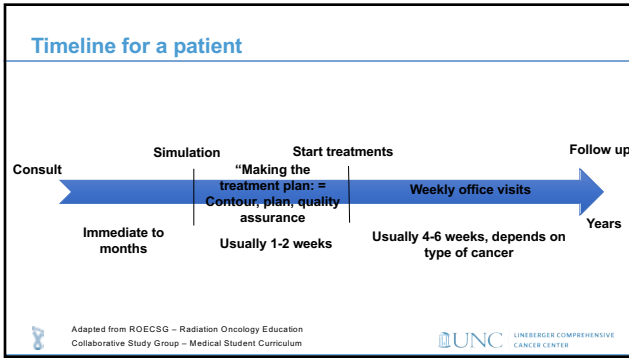 Timeline for a patient
Consult
Simulation
Start treatments
Follow up
“Making the
treatment plan: =
Contour, plan, quality
assurance
Weekly office visits
Immediate to
months
Usually 1-2 weeks
Usually 4-6 weeks, depends on
type of cancer
Years
Adapted from ROECSG – Radiation Oncology Education
Collaborative Study Group – Medical Student Curriculum
UNC
LINEBERGER COMPREHENSIVE
CANCER CENTER